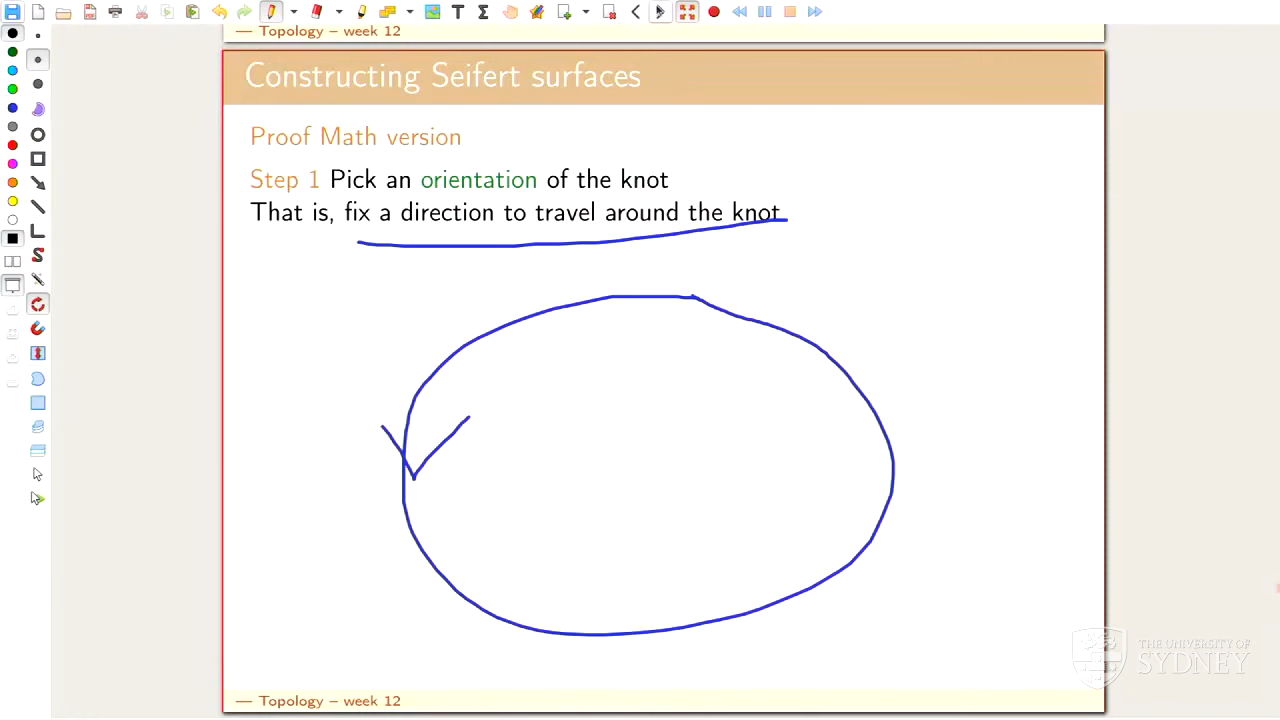 — Topology – week 12
Constructing Seifert surfaces
Proof Math version
Step 1 Pick an orientation of the knot
That is, fix a direction to travel around the knot
THE UNIVERSITY OF
SYDNEY
— Topology – week 12